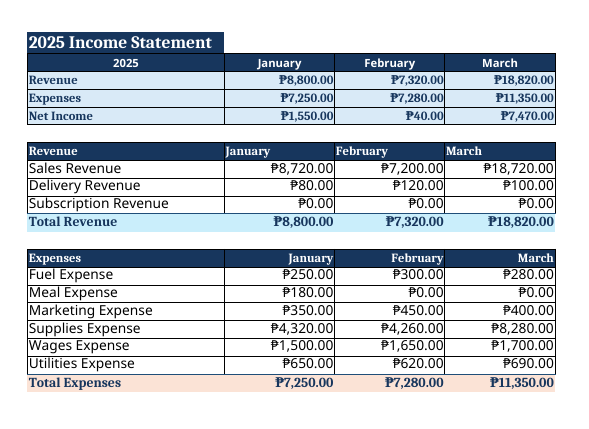 2025 Income Statement
2025 January February March
Revenue ₱8,800.00 ₱7,320.00 ₱18,820.00
Expenses ₱7,250.00 ₱7,280.00 ₱11,350.00
Net Income ₱1,550.00 ₱40.00 ₱7,470.00
Revenue January February March
Sales Revenue ₱8,720.00 ₱7,200.00 ₱18,720.00
Delivery Revenue ₱80.00 ₱120.00 ₱100.00
Subscription Revenue ₱0.00 ₱0.00 ₱0.00
Total Revenue ₱8,800.00 ₱7,320.00 ₱18,820.00
Expenses January February March
Fuel Expense ₱250.00 ₱300.00 ₱280.00
Meal Expense ₱180.00 ₱0.00 ₱0.00
Marketing Expense ₱350.00 ₱450.00 ₱400.00
Supplies Expense ₱4,320.00 ₱4,260.00 ₱8,280.00
Wages Expense ₱1,500.00 ₱1,650.00 ₱1,700.00
Utilities Expense ₱650.00 ₱620.00 ₱690.00
Total Expenses ₱7,250.00 ₱7,280.00 ₱11,350.00